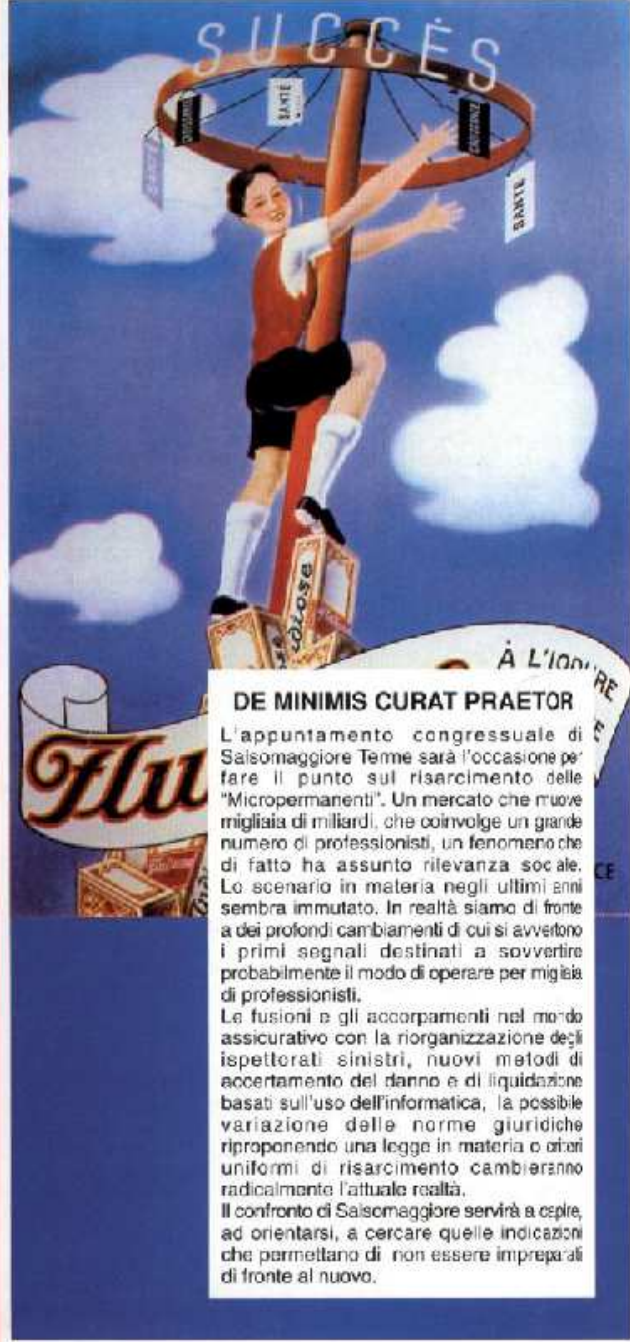 SUCCÈS
SANTÉ
SANTÉ
SANTÉ
À L'IODURE
Flu
DE MINIMIS CURAT PRAETOR
L'appuntamento congressuale di
Salsomaggiore Terme sarà l'occasione per
fare il punto sul risarcimento delle
"Micropermanenti". Un mercato che muove
migliaia di miliardi, che coinvolge un grande
numero di professionisti, un fenomeno che
di fatto ha assunto rilevanza sociale.
Lo scenario in materia negli ultimi anni
sembra immutato. In realtà siamo di fronte
a dei profondi cambiamenti di cui si avvertono
i primi segnali destinati a sovvertire
probabilmente il modo di operare per migliaia
di professionisti.
Le fusioni e gli accorpamenti nel mondo
assicurativo con la riorganizzazione degli
ispettorati sinistri, nuovi metodi di
accertamento del danno e di liquidazione
basati sull'uso dell'informatica, la possibile
variazione delle norme giuridiche
riproponendo una legge in materia o criteri
uniformi di risarcimento cambieranno
radicalmente l'attuale realtà.
Il confronto di Salsomaggiore servirà a capire,
ad orientarsi, a cercare quelle indicazioni
che permettano di non essere impreparati
di fronte al nuovo.